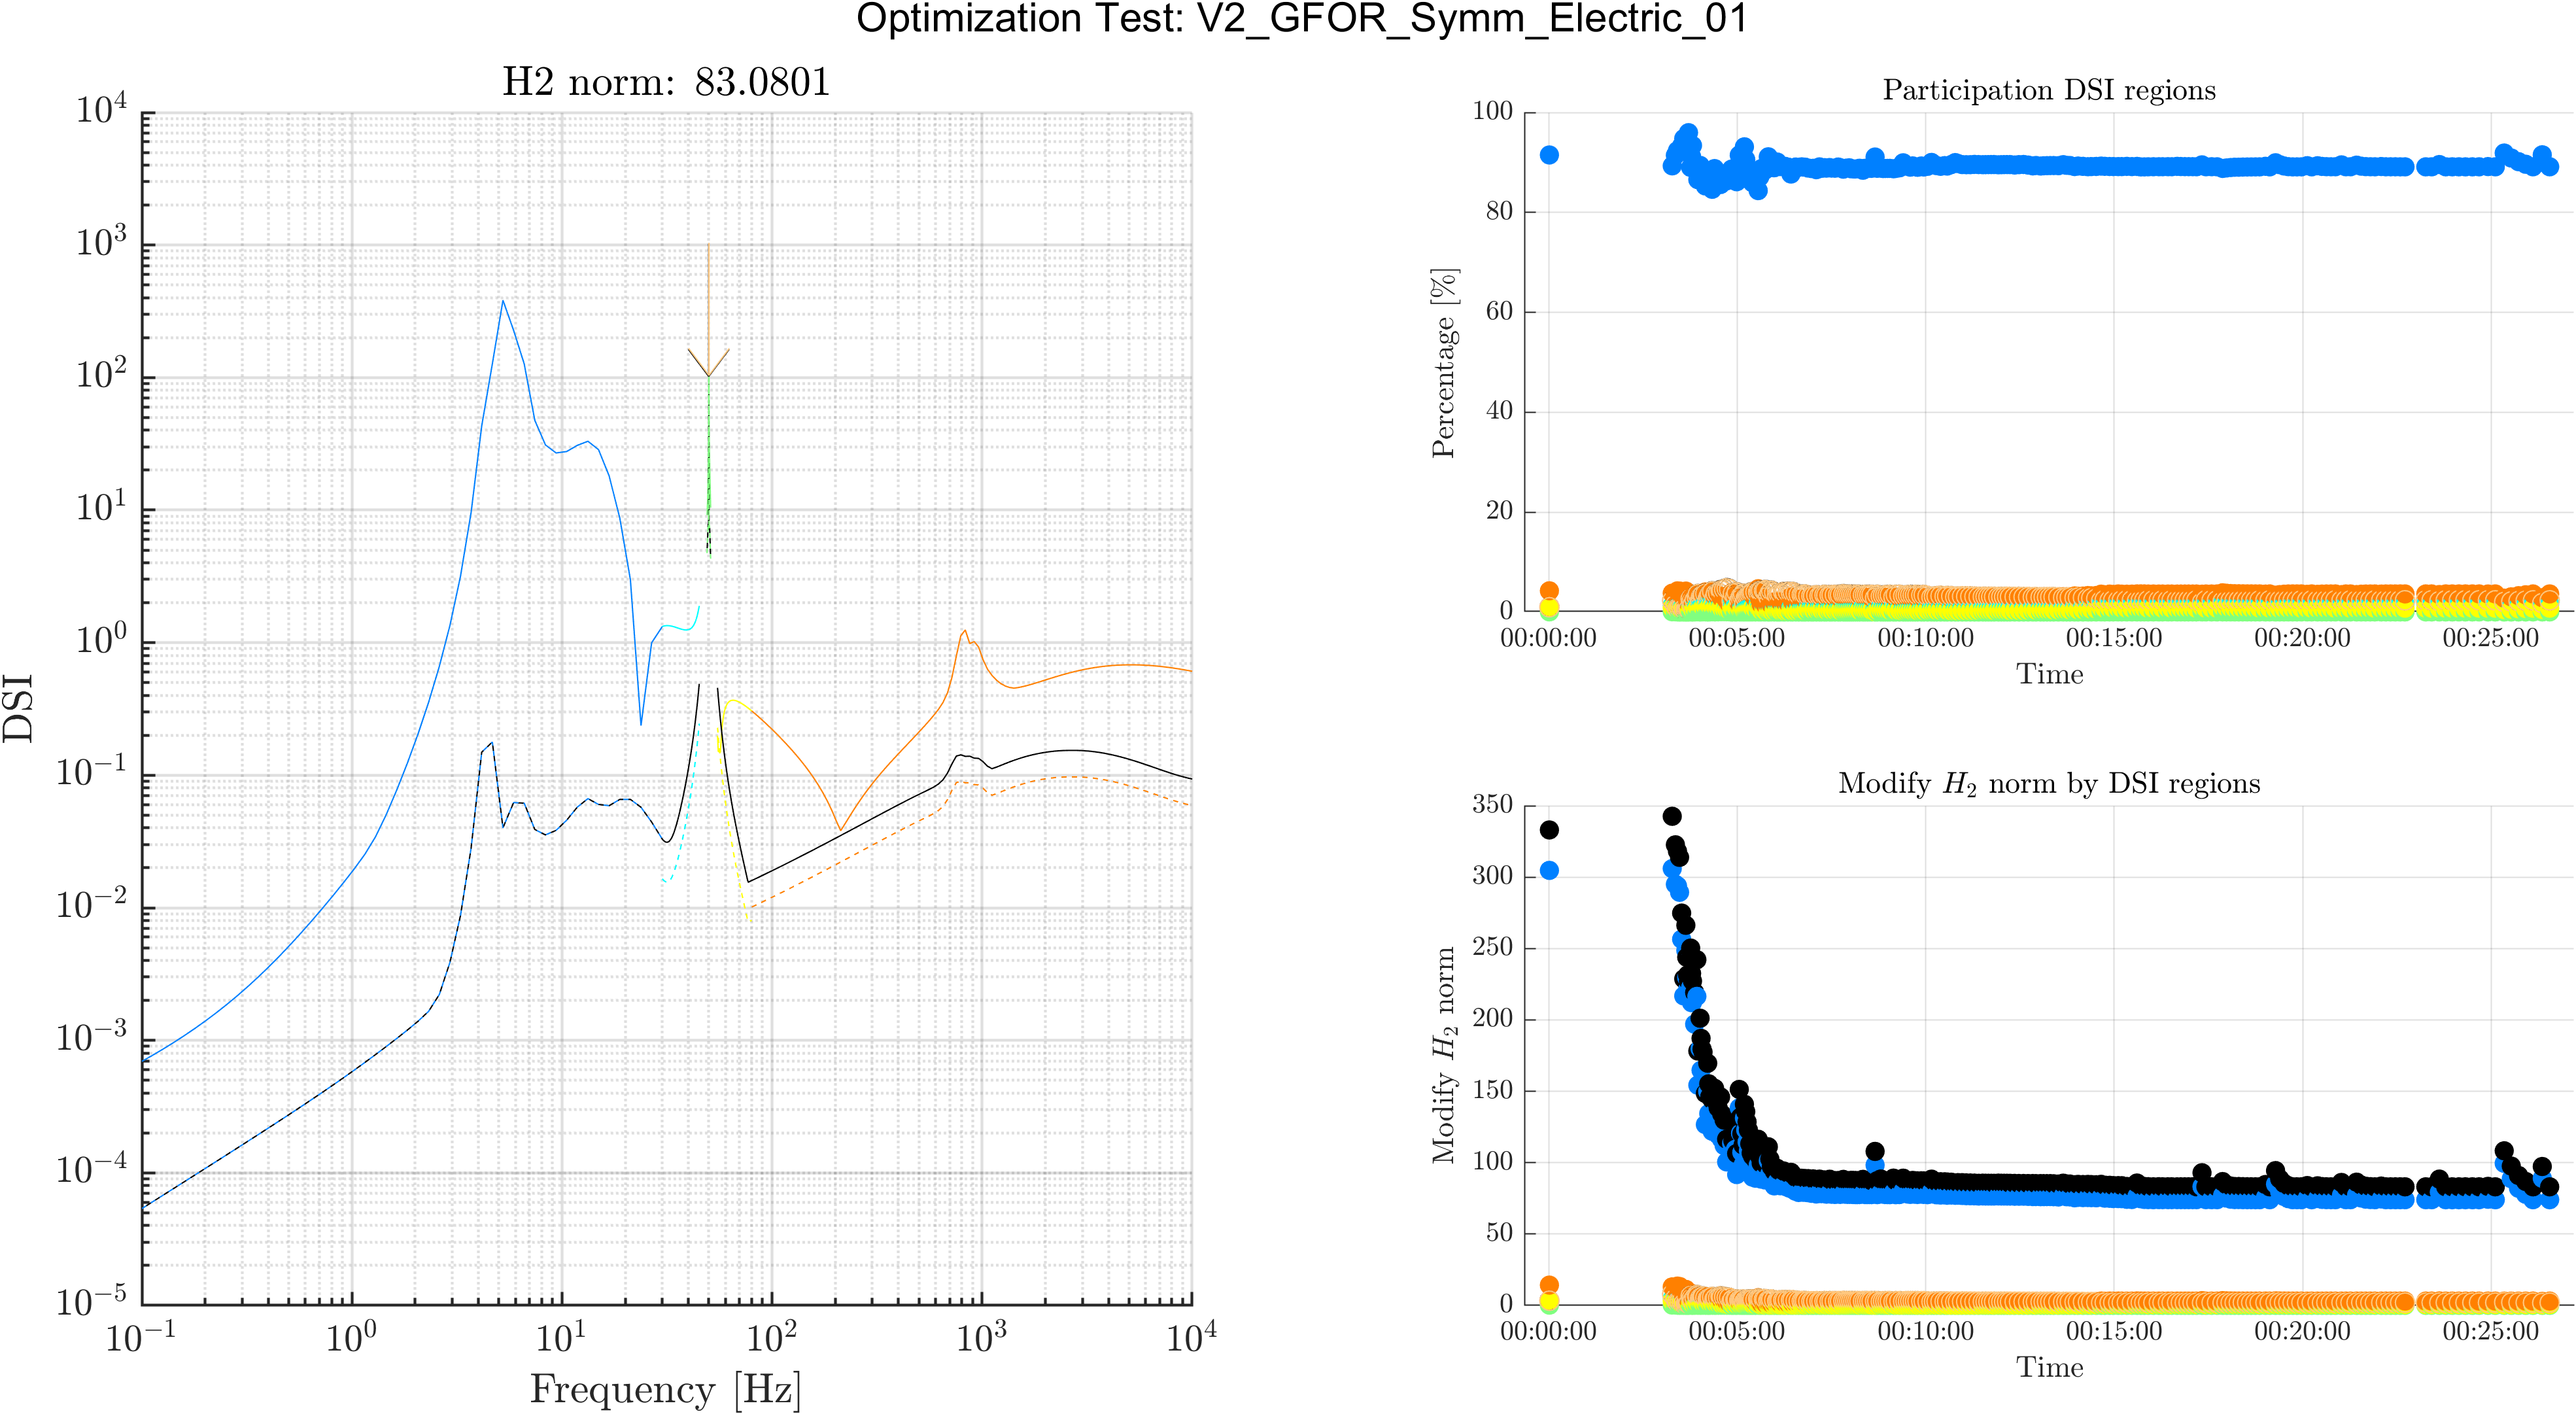 Optimization Test: V2_GFOR_Symm_Electric_01
H2 norm: 83.0801
10^4
10^3
10^2
10^1
10^0
10^−1
10^−2
10^−3
10^−4
10^−5
DSI
10^−1 10^0 10^1 10^2 10^3 10^4
Frequency [Hz]
Participation DSI regions
100
80
60
40
20
0
Percentage [%]
00:00:00 00:05:00 00:10:00 00:15:00 00:20:00 00:25:00
Time
Modify H_2 norm by DSI regions
350
300
250
200
150
100
50
0
Modify H_2 norm
00:00:00 00:05:00 00:10:00 00:15:00 00:20:00 00:25:00
Time